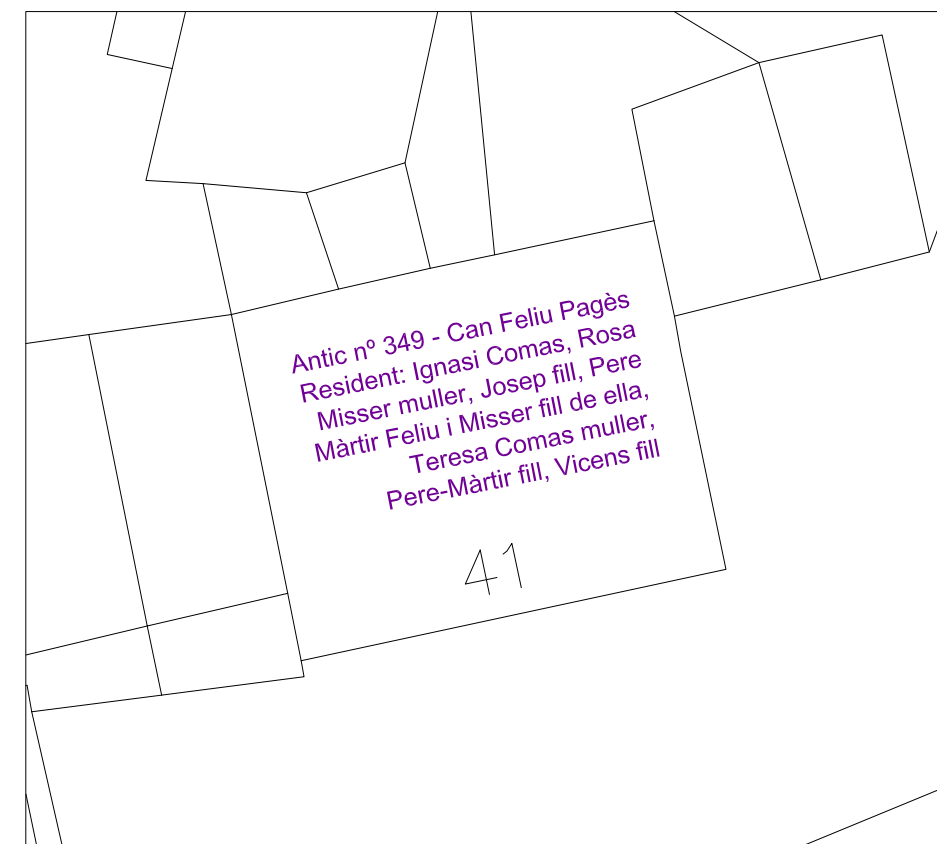 Antic nº 349 - Can Feliu Pagès
Resident: Ignasi Comas, Rosa
Misser muller, Josep fill, Pere
Màrtir Feliu i Misser fill de ella,
Teresa Comas muller,
Pere-Màrtir fill, Vicens fill
41